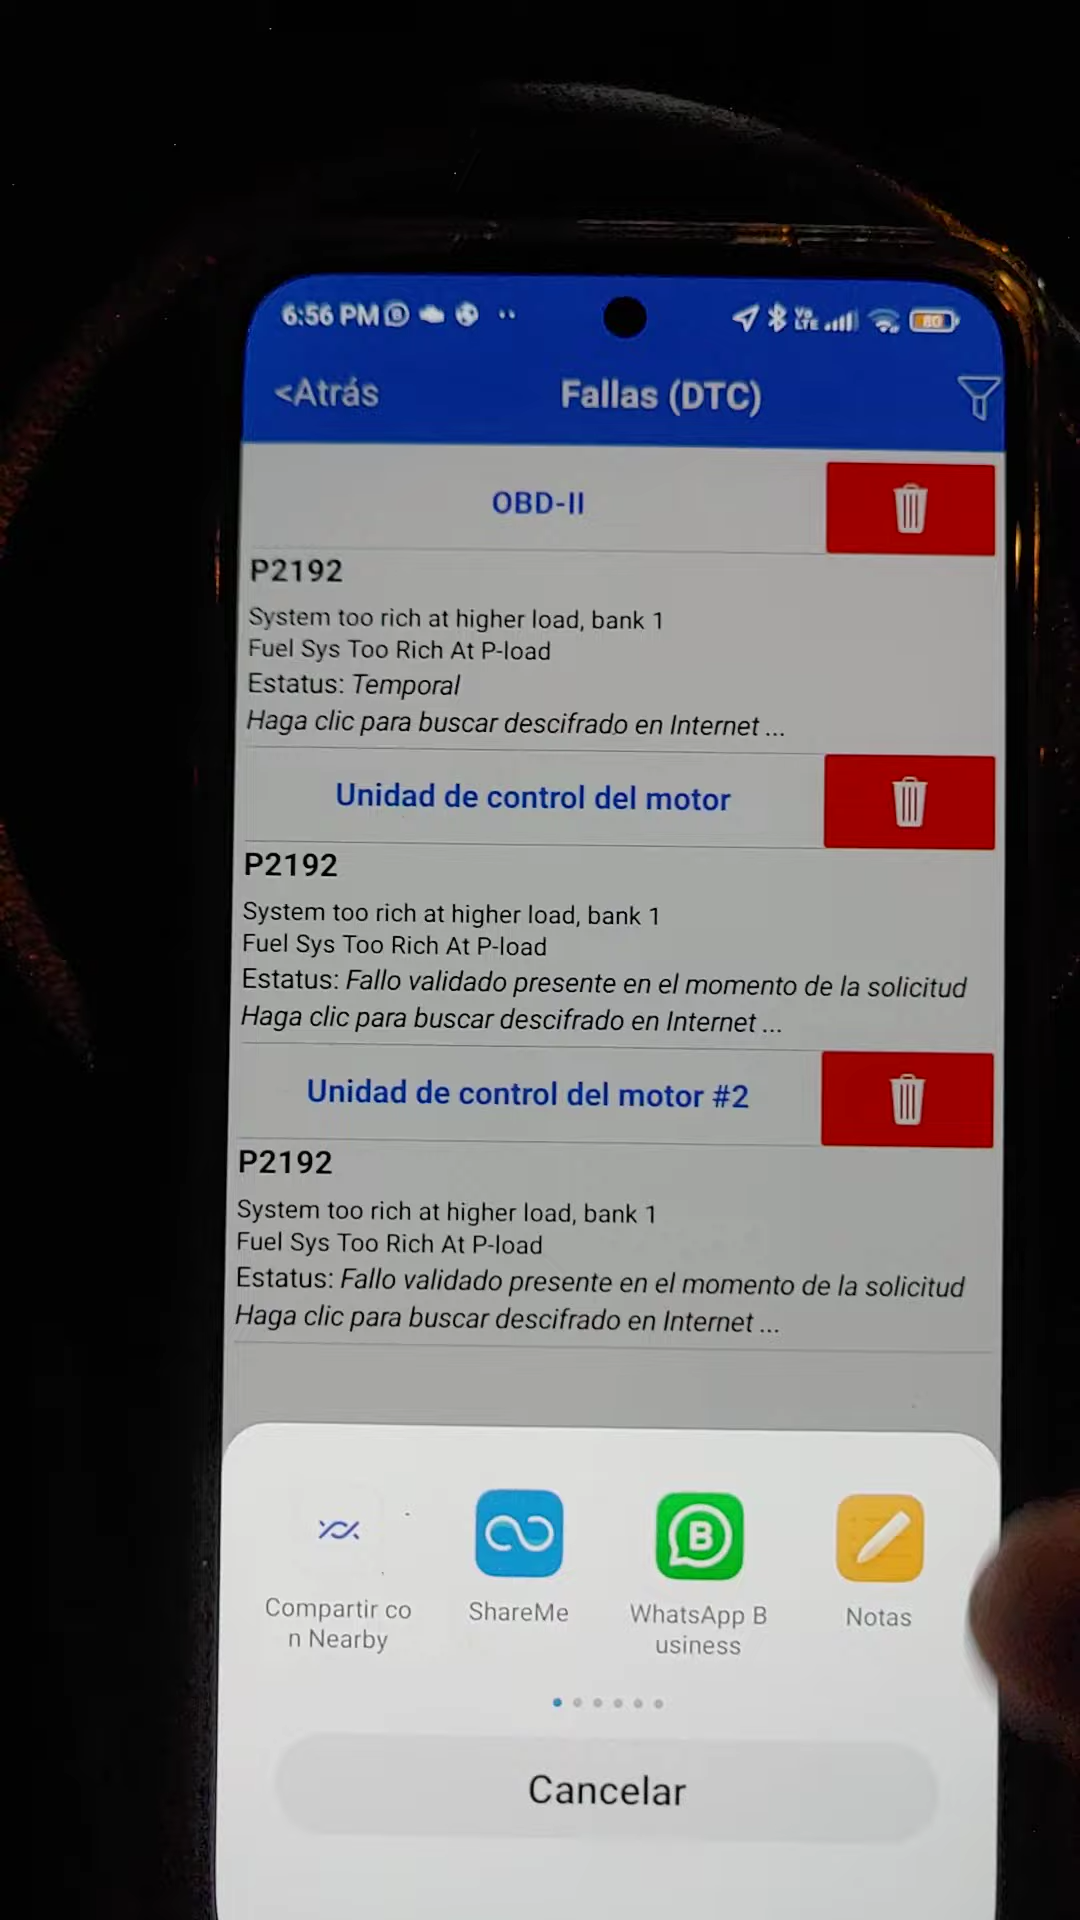 6:56 PM
Vo
LTE
80
<Atrás
Fallas (DTC)
OBD-II
P2192
System too rich at higher load, bank 1
Fuel Sys Too Rich At P-load
Estatus: Temporal
Haga clic para buscar descifrado en Internet ...
Unidad de control del motor
P2192
System too rich at higher load, bank 1
Fuel Sys Too Rich At P-load
Estatus: Fallo validado presente en el momento de la solicitud
Haga clic para buscar descifrado en Internet ...
Unidad de control del motor #2
P2192
System too rich at higher load, bank 1
Fuel Sys Too Rich At P-load
Estatus: Fallo validado presente en el momento de la solicitud
Haga clic para buscar descifrado en Internet ...
B
Compartir co
n Nearby
ShareMe
WhatsApp B
usiness
Notas
Cancelar